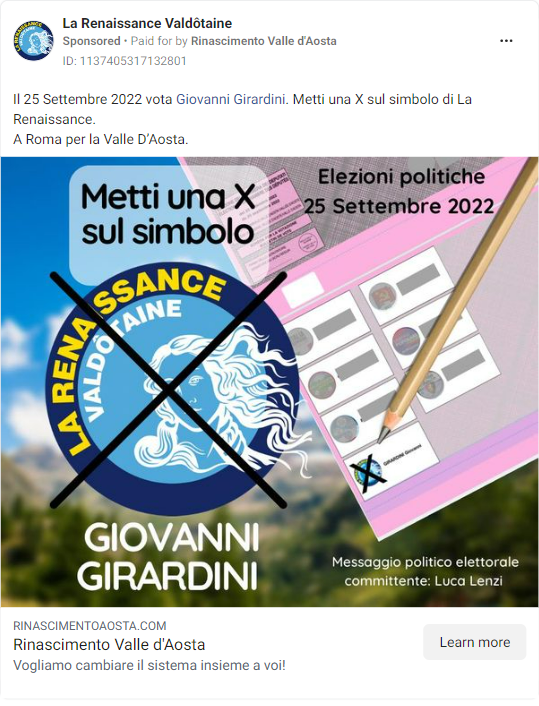 La Renaissance Valdôtaine
Sponsored • Paid for by Rinascimento Valle d'Aosta
ID: 1137405317132801
Il 25 Settembre 2022 vota Giovanni Girardini. Metti una X sul simbolo di La
Renaissance.
A Roma per la Valle D’Aosta.
Metti una X
sul simbolo
Elezioni politiche
25 Settembre 2022
LA RENAISSANCE
VALDÔTAINE
GIRARDINI Giovanni
GIOVANNI
GIRARDINI
Messaggio politico elettorale
committente: Luca Lenzi
RINASCIMENTOAOSTA.COM
Rinascimento Valle d'Aosta
Learn more
Vogliamo cambiare il sistema insieme a voi!